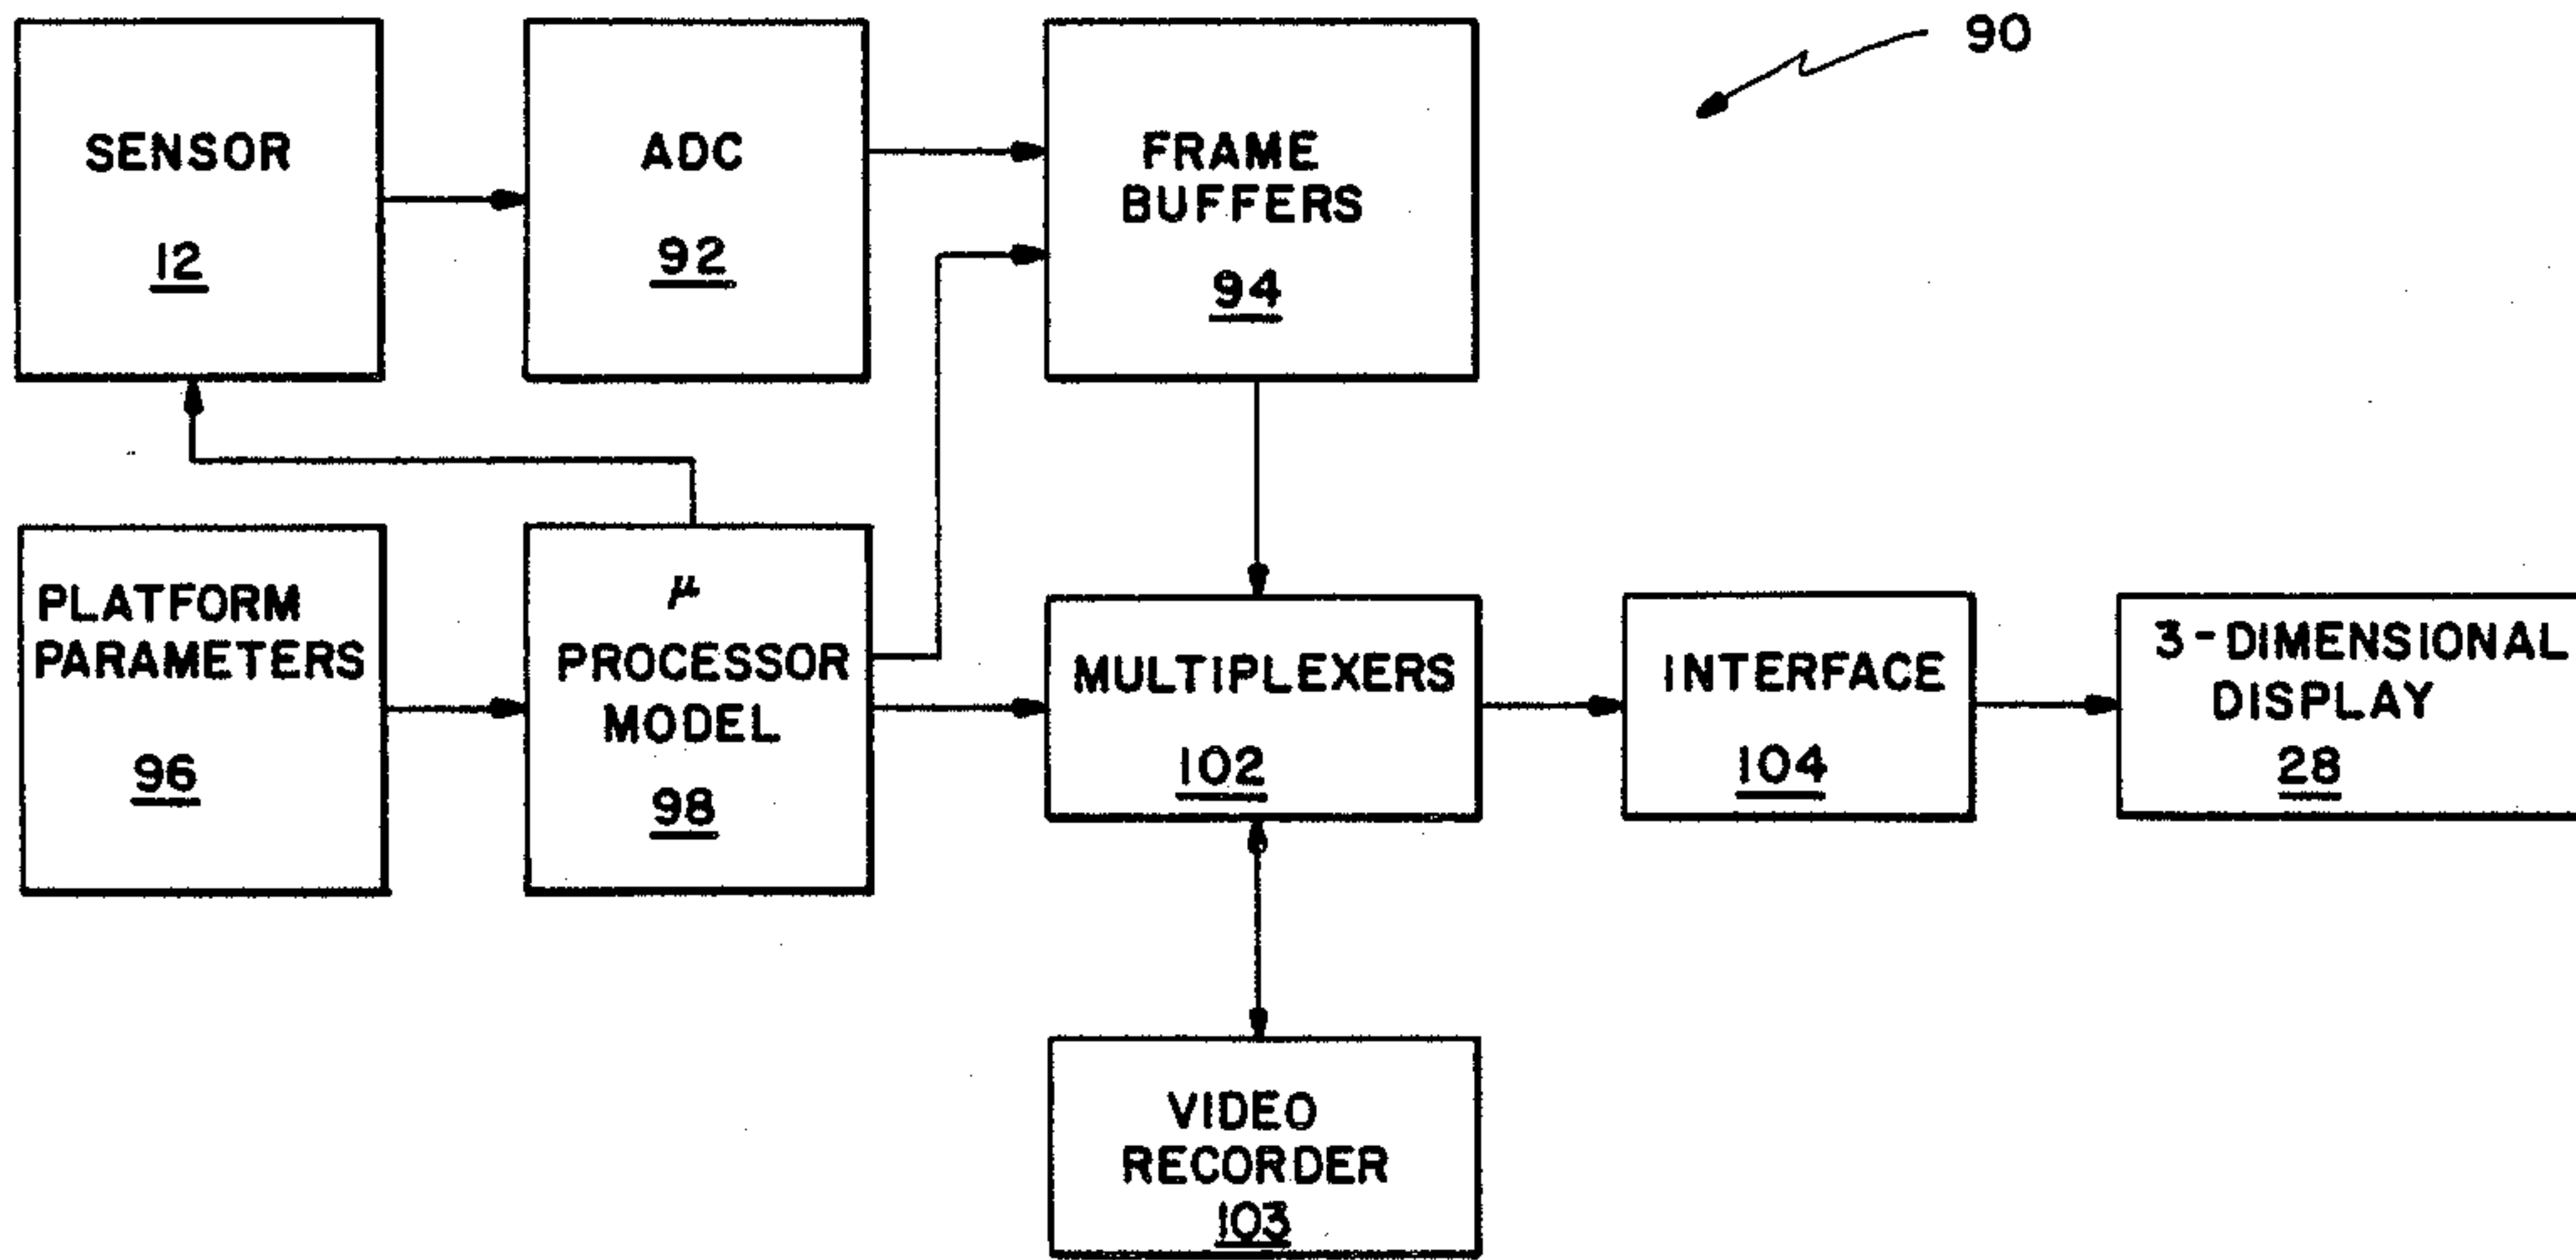 90
SENSOR
12
ADC
92
FRAME
BUFFERS
94
PLATFORM
PARAMETERS
96
μ
PROCESSOR
MODEL
98
MULTIPLEXERS
102
INTERFACE
104
3-DIMENSIONAL
DISPLAY
28
VIDEO
RECORDER
103